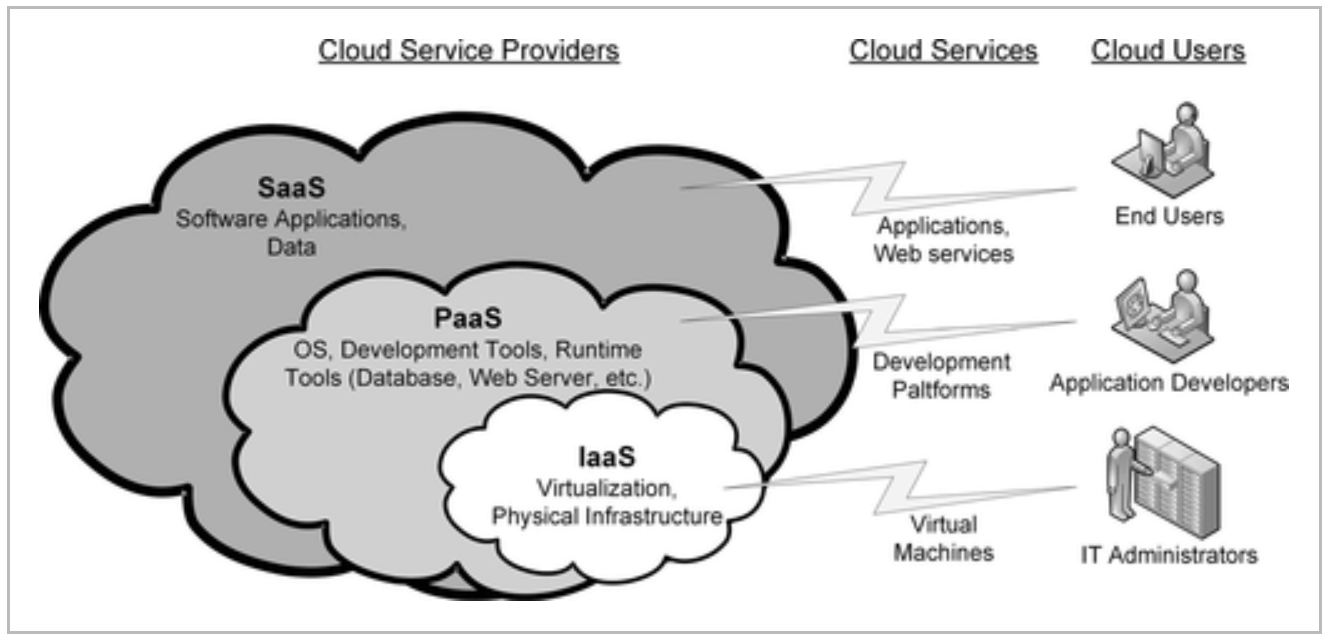 Cloud Service Providers
Cloud Services
Cloud Users
SaaS
Software Applications,
Data
Applications,
Web services
End Users
PaaS
OS, Development Tools, Runtime
Tools (Database, Web Server, etc.)
Development
Paltforms
Application Developers
IaaS
Virtualization,
Physical Infrastructure
Virtual
Machines
IT Administrators